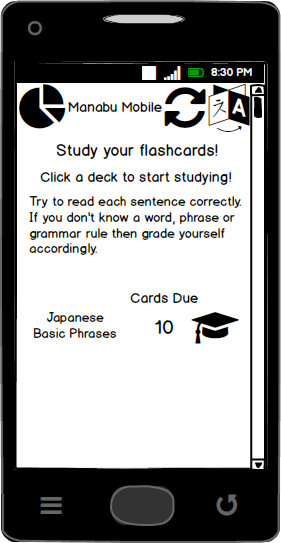 8:30 PM
Manabu Mobile
文 A
Study your flashcards!
Click a deck to start studying!
Try to read each sentence correctly.
If you don't know a word, phrase or
grammar rule then grade yourself
accordingly.
Cards Due
Japanese
Basic Phrases
10